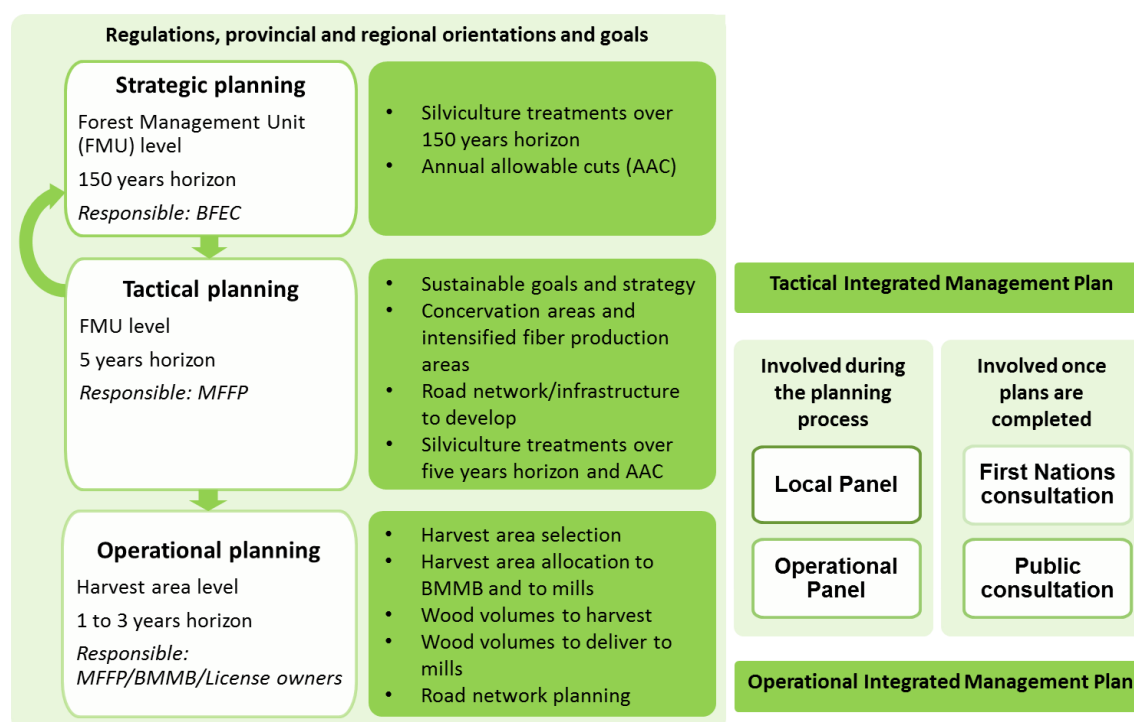 Regulations, provincial and regional orientations and goals
Strategic planning
Forest Management Unit
(FMU) level
150 years horizon
Responsible: BFEC
• Silviculture treatments over
150 years horizon
• Annual allowable cuts (AAC)
Tactical planning
FMU level
5 years horizon
Responsible: MFFP
• Sustainable goals and strategy
• Concervation areas and
intensified fiber production
areas
• Road network/infrastructure
to develop
• Silviculture treatments over
five years horizon and AAC
Operational planning
Harvest area level
1 to 3 years horizon
Responsible:
MFFP/BMMB/License owners
• Harvest area selection
• Harvest area allocation to
BMMB and to mills
• Wood volumes to harvest
• Wood volumes to deliver to
mills
• Road network planning
Tactical Integrated Management Plan
Involved during
the planning
process
Local Panel
Operational
Panel
Involved once
plans are
completed
First Nations
consultation
Public
consultation
Operational Integrated Management Plan